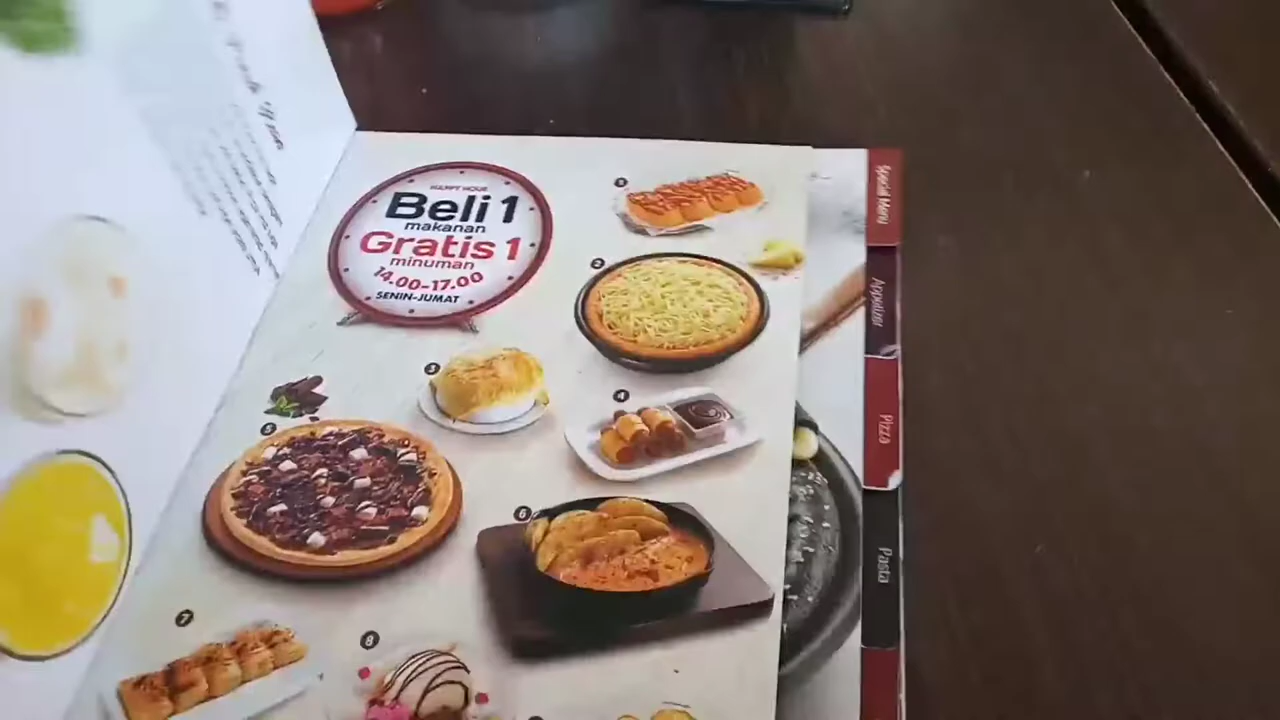 HAPPY HOUR
Beli 1
makanan
Gratis 1
minuman
14.00-17.00
SENIN-JUMAT
1
2
3
4
5
6
7
8
Special Menu
Appetizer
Pizza
Pasta